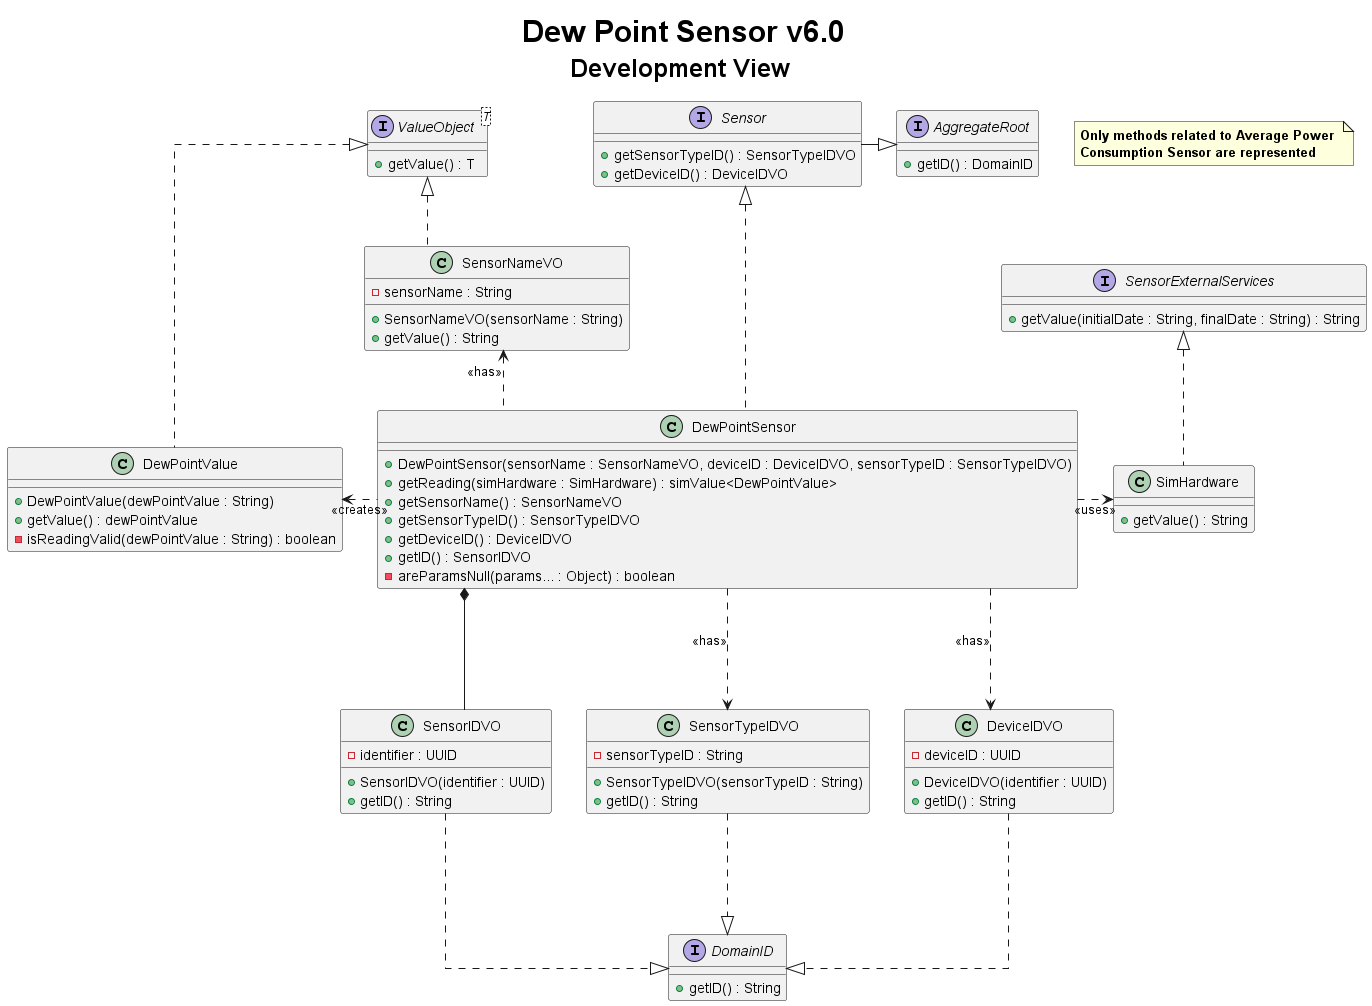 Dew Point Sensor v6.0
Development View
I ValueObject T
getValue() : T
I Sensor
getSensorTypeID() : SensorTypeIDVO
getDeviceID() : DeviceIDVO
I AggregateRoot
getID() : DomainID
Only methods related to Average Power
Consumption Sensor are represented
C SensorNameVO
sensorName : String
SensorNameVO(sensorName : String)
getValue() : String
I SensorExternalServices
getValue(initialDate : String, finalDate : String) : String
«has»
C DewPointValue
DewPointValue(dewPointValue : String)
getValue() : dewPointValue
isReadingValid(dewPointValue : String) : boolean
«creates»
C DewPointSensor
DewPointSensor(sensorName : SensorNameVO, deviceID : DeviceIDVO, sensorTypeID : SensorTypeIDVO)
getReading(simHardware : SimHardware) : simValue<DewPointValue>
getSensorName() : SensorNameVO
getSensorTypeID() : SensorTypeIDVO
getDeviceID() : DeviceIDVO
getID() : SensorIDVO
areParamsNull(params... : Object) : boolean
«uses»
C SimHardware
getValue() : String
«has»
«has»
C SensorIDVO
identifier : UUID
SensorIDVO(identifier : UUID)
getID() : String
C SensorTypeIDVO
sensorTypeID : String
SensorTypeIDVO(sensorTypeID : String)
getID() : String
C DeviceIDVO
deviceID : UUID
DeviceIDVO(identifier : UUID)
getID() : String
I DomainID
getID() : String